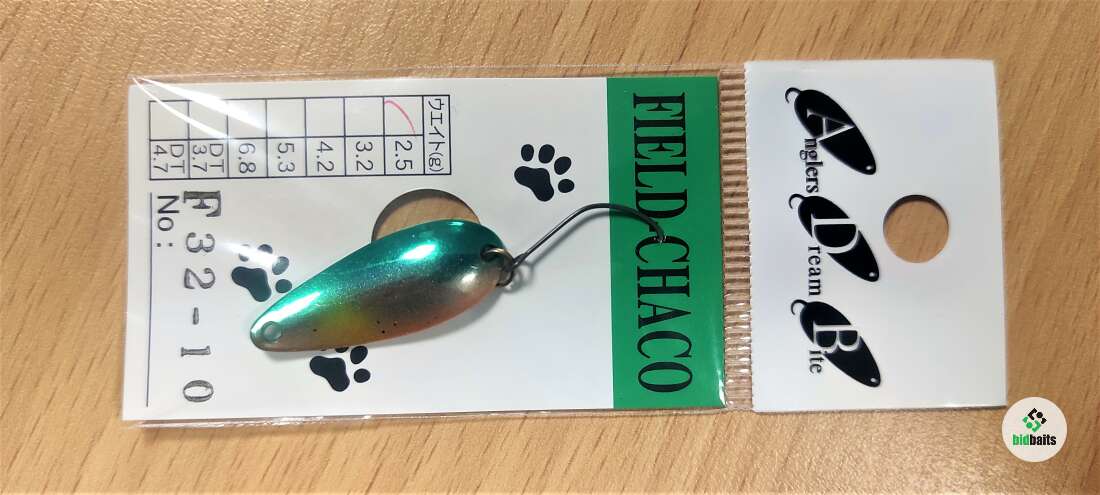 Anglers
Dream
Bite
FIELD CHACO
ウエイト(g)
2.5
3.2
4.2
5.3
6.8
DT
3.7
DT
4.7
No: F32-10
bidbaits